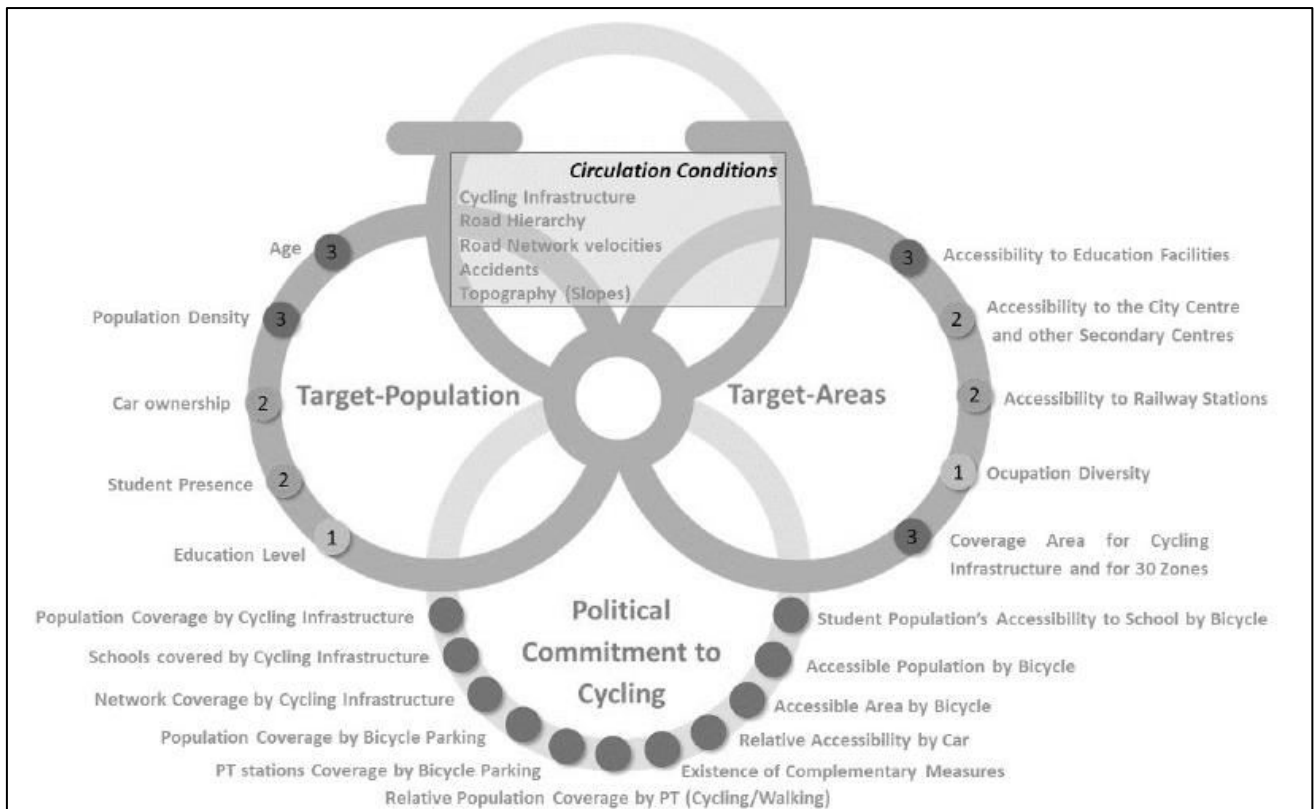 Circulation Conditions
Cycling Infrastructure
Road Hierarchy
Road Network velocities
Accidents
Topography (Slopes)
Target-Population
Age
3
Population Density
3
Car ownership
2
Student Presence
2
Education Level
1
Target-Areas
3
Accessibility to Education Facilities
2
Accessibility to the City Centre
and other Secondary Centres
2
Accessibility to Railway Stations
1
Ocupation Diversity
3
Coverage Area for Cycling
Infrastructure and for 30 Zones
Political
Commitment to
Cycling
Population Coverage by Cycling Infrastructure
Schools covered by Cycling Infrastructure
Network Coverage by Cycling Infrastructure
Population Coverage by Bicycle Parking
PT stations Coverage by Bicycle Parking
Relative Population Coverage by PT (Cycling/Walking)
Existence of Complementary Measures
Relative Accessibility by Car
Accessible Area by Bicycle
Accessible Population by Bicycle
Student Population's Accessibility to School by Bicycle